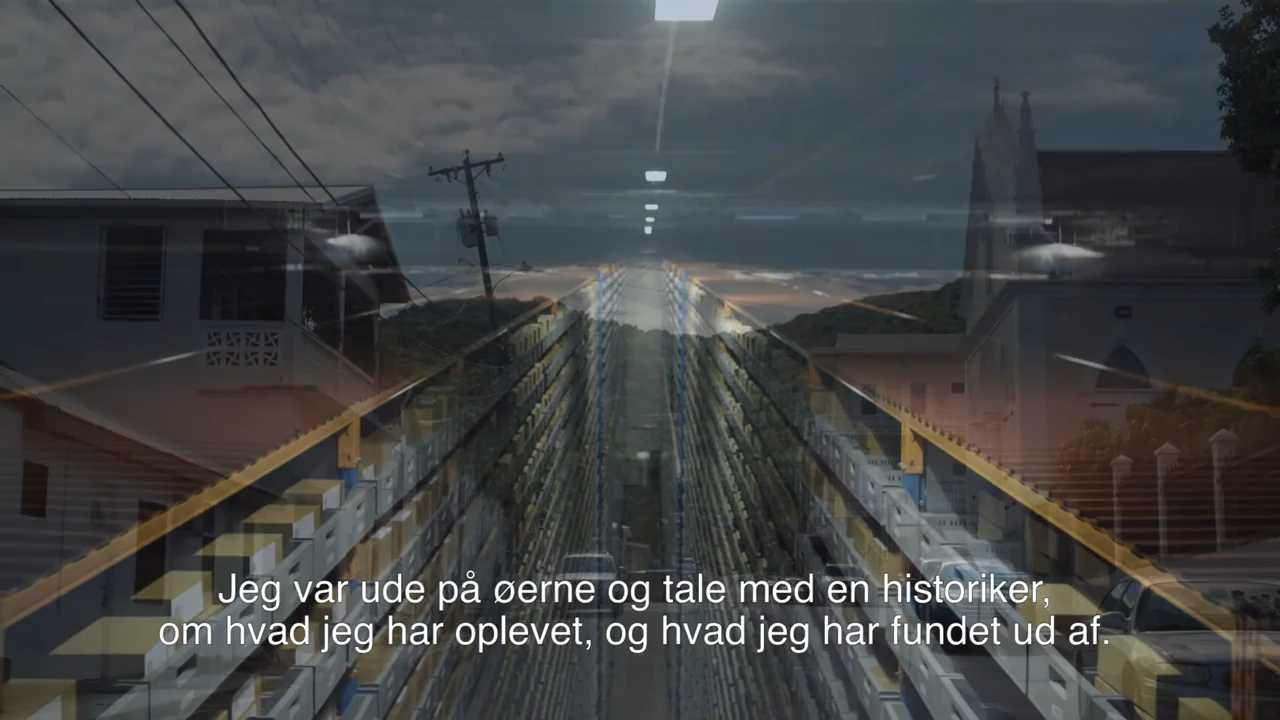 Jeg var ude på øerne og tale med en historiker,
om hvad jeg har oplevet, og hvad jeg har fundet ud af.